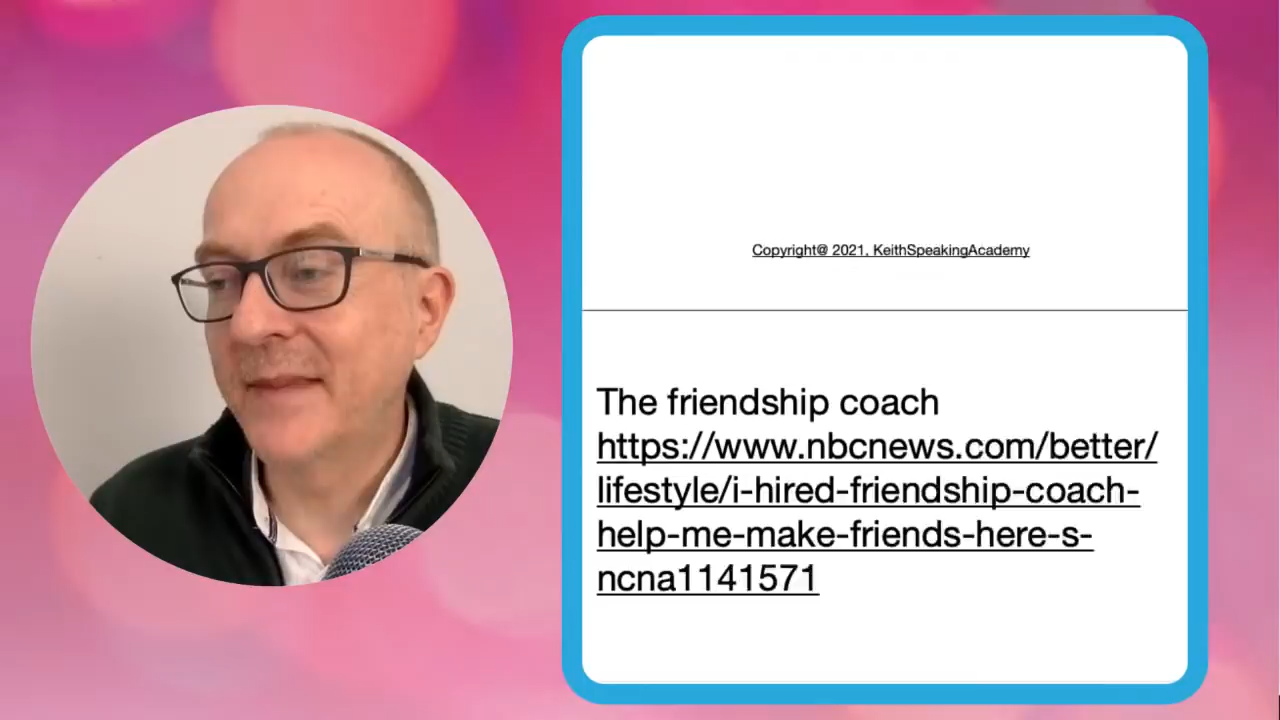 Copyright@ 2021, KeithSpeakingAcademy
The friendship coach
https://www.nbcnews.com/better/
lifestyle/i-hired-friendship-coach-
help-me-make-friends-here-s-
ncna1141571